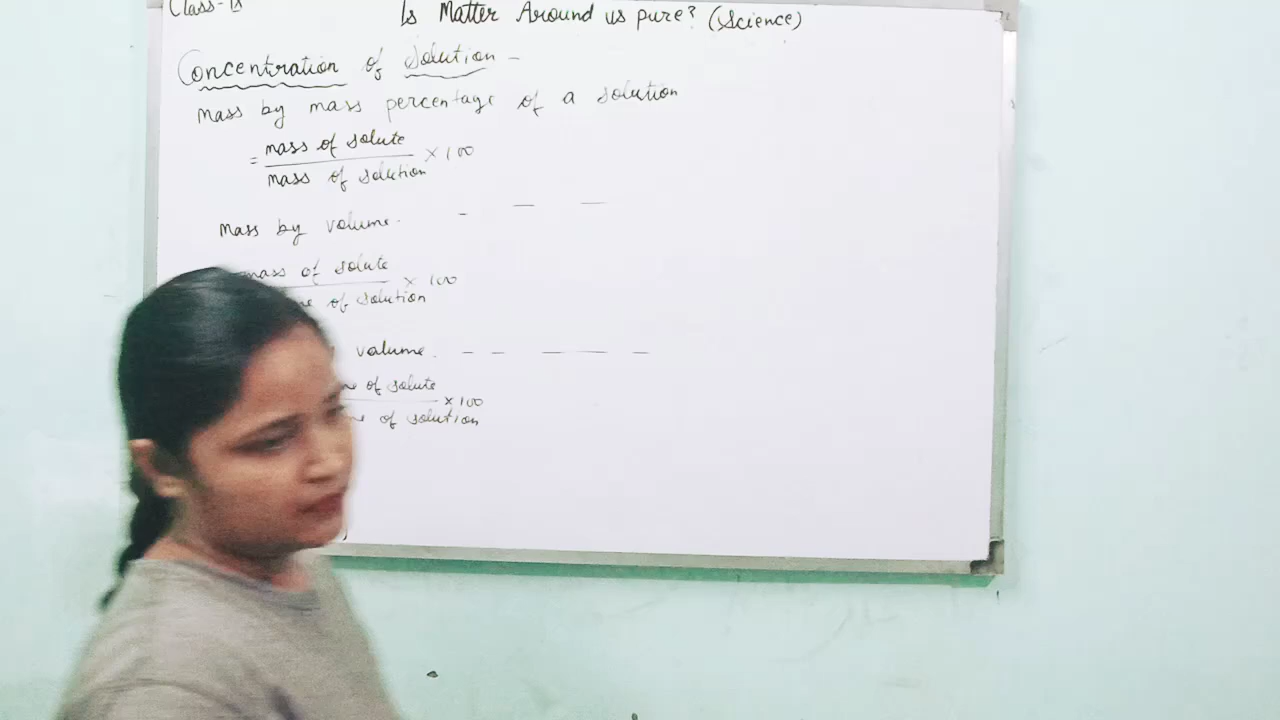 Class-IX
Is Matter Around us pure? (Science)
Concentration of solution -
Mass by mass percentage of a solution
= mass of solute
mass of solution × 100
Mass by volume. - — —
mass of solute
of solution × 100
volume. - - — -
of solute
of solution × 100